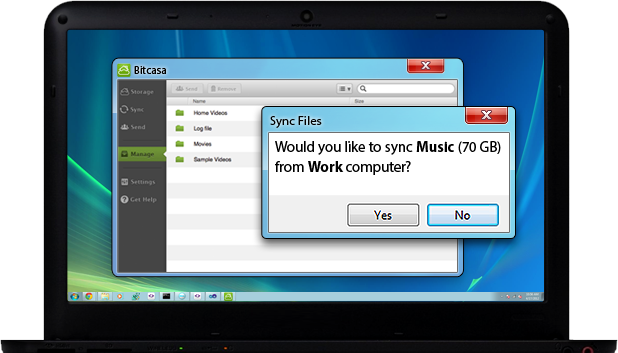 Bitcasa
X
Storage
Send
Remove
Name
Size
Sync
Home Videos
Send
Log file
Movies
Manage
Sample Videos
Settings
Get Help
Sync Files
X
Would you like to sync Music (70 GB)
from Work computer?
Yes
No